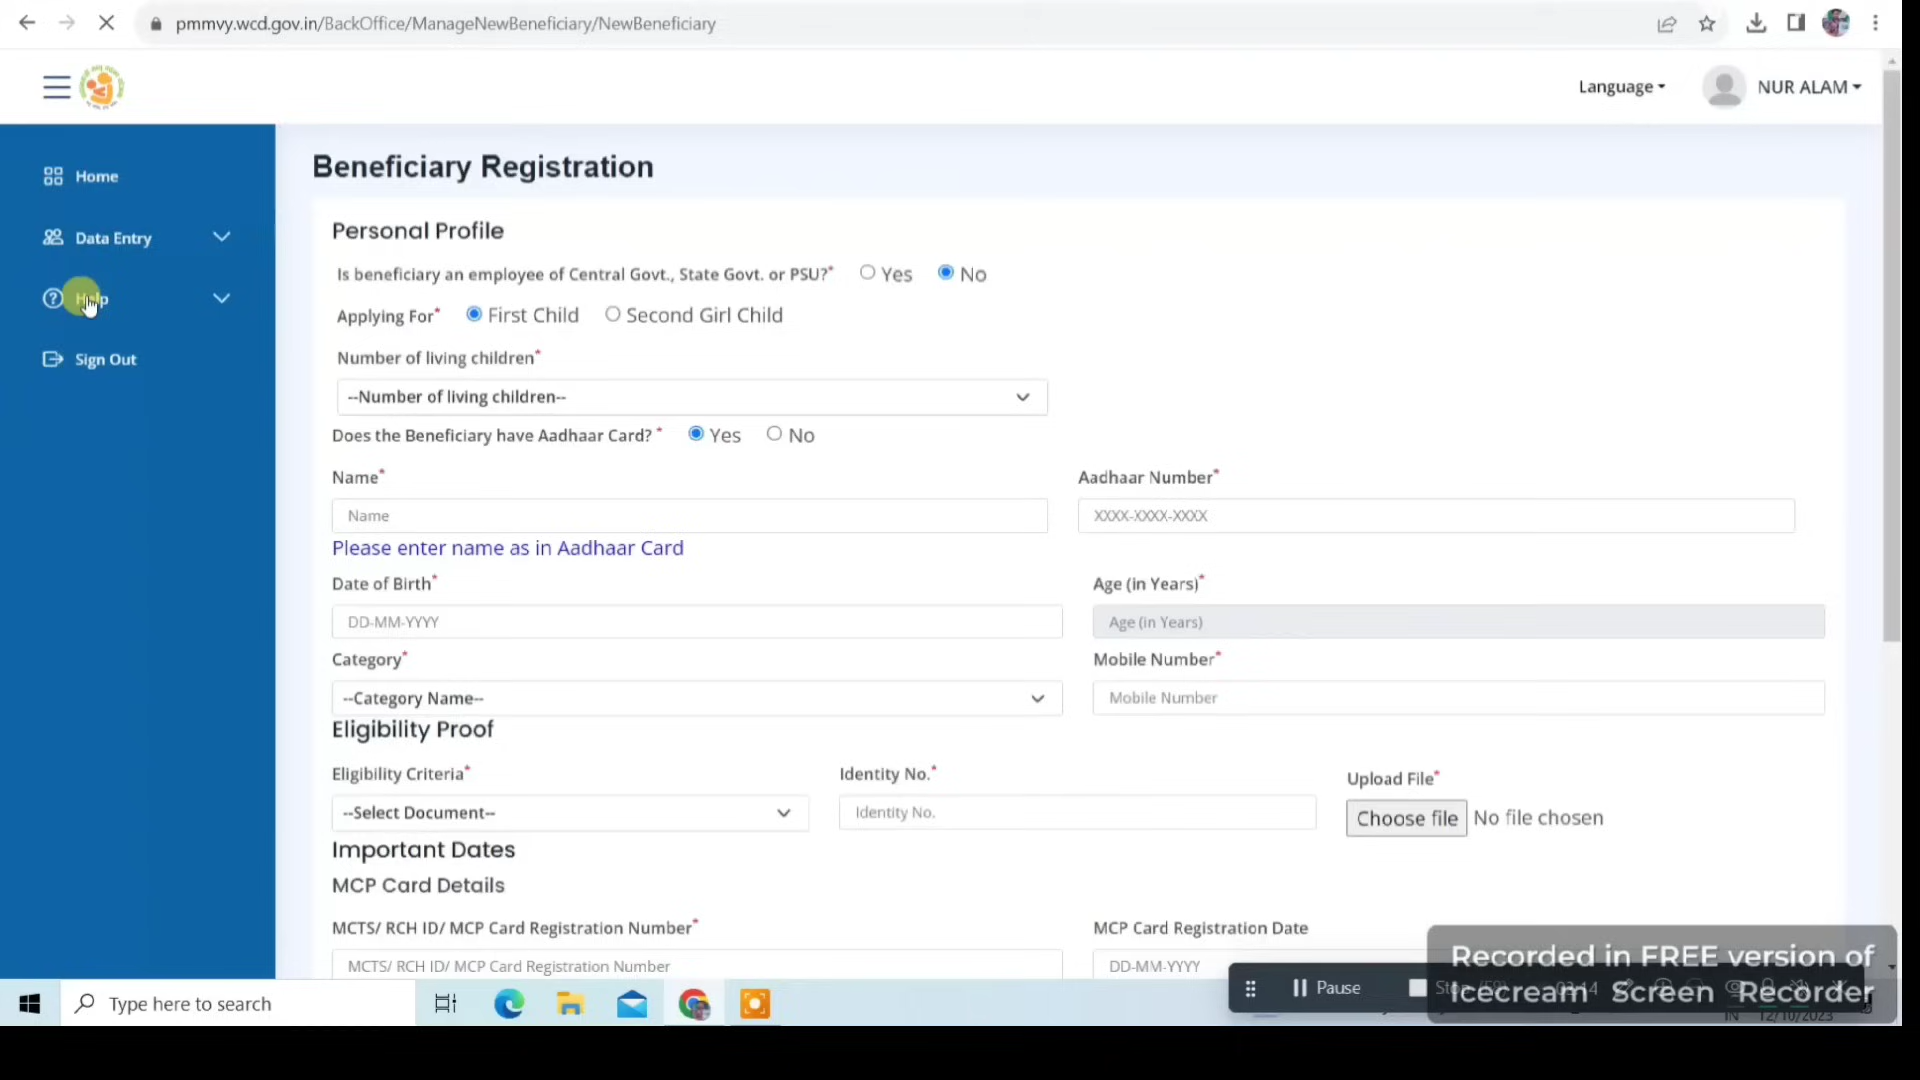 pmmvy.wcd.gov.in/BackOffice/ManageNewBeneficiary/NewBeneficiary
Language
NUR ALAM
Home
Data Entry
Help
Sign Out
Beneficiary Registration
Personal Profile
Is beneficiary an employee of Central Govt., State Govt. or PSU?* Yes No
Applying For* First Child Second Girl Child
Number of living children*
--Number of living children--
Does the Beneficiary have Aadhaar Card? * Yes No
Name* Aadhaar Number*
Name XXXX-XXXX-XXXX
Please enter name as in Aadhaar Card
Date of Birth* Age (in Years)*
DD-MM-YYYY Age (in Years)
Category* Mobile Number*
--Category Name-- Mobile Number
Eligibility Proof
Eligibility Criteria* Identity No.* Upload File*
--Select Document-- Identity No. Choose file No file chosen
Important Dates
MCP Card Details
MCTS/ RCH ID/ MCP Card Registration Number* MCP Card Registration Date
MCTS/ RCH ID/ MCP Card Registration Number DD-MM-YYYY
Recorded in FREE version of
Icecream Screen Recorder
Pause
Type here to search
IN 12/10/2023